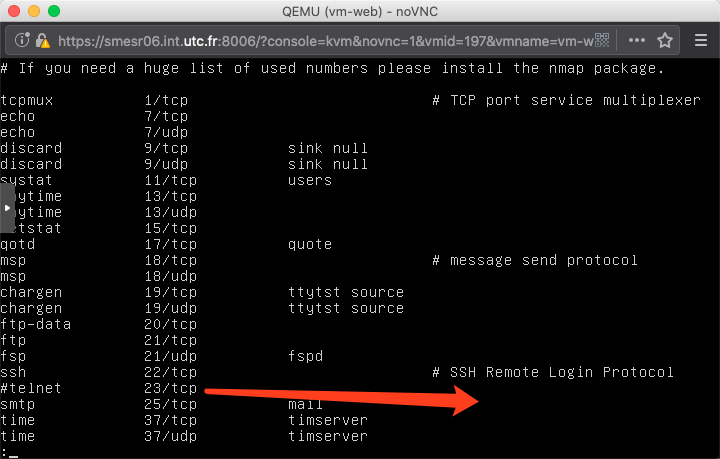 QEMU (vm-web) - noVNC
https://smesr06.int.utc.fr:8006/?console=kvm&novnc=1&vmid=197&vmname=vm-w
# If you need a huge list of used numbers please install the nmap package.
tcpmux 1/tcp # TCP port service multiplexer
echo 7/tcp
echo 7/udp
discard 9/tcp sink null
discard 9/udp sink null
systat 11/tcp users
aytime 13/tcp
aytime 13/udp
etstat 15/tcp
qotd 17/tcp quote
msp 18/tcp # message send protocol
msp 18/udp
chargen 19/tcp ttytst source
chargen 19/udp ttytst source
ftp-data 20/tcp
ftp 21/tcp
fsp 21/udp fspd
ssh 22/tcp # SSH Remote Login Protocol
#telnet 23/tcp
smtp 25/tcp mail
time 37/tcp timserver
time 37/udp timserver
: